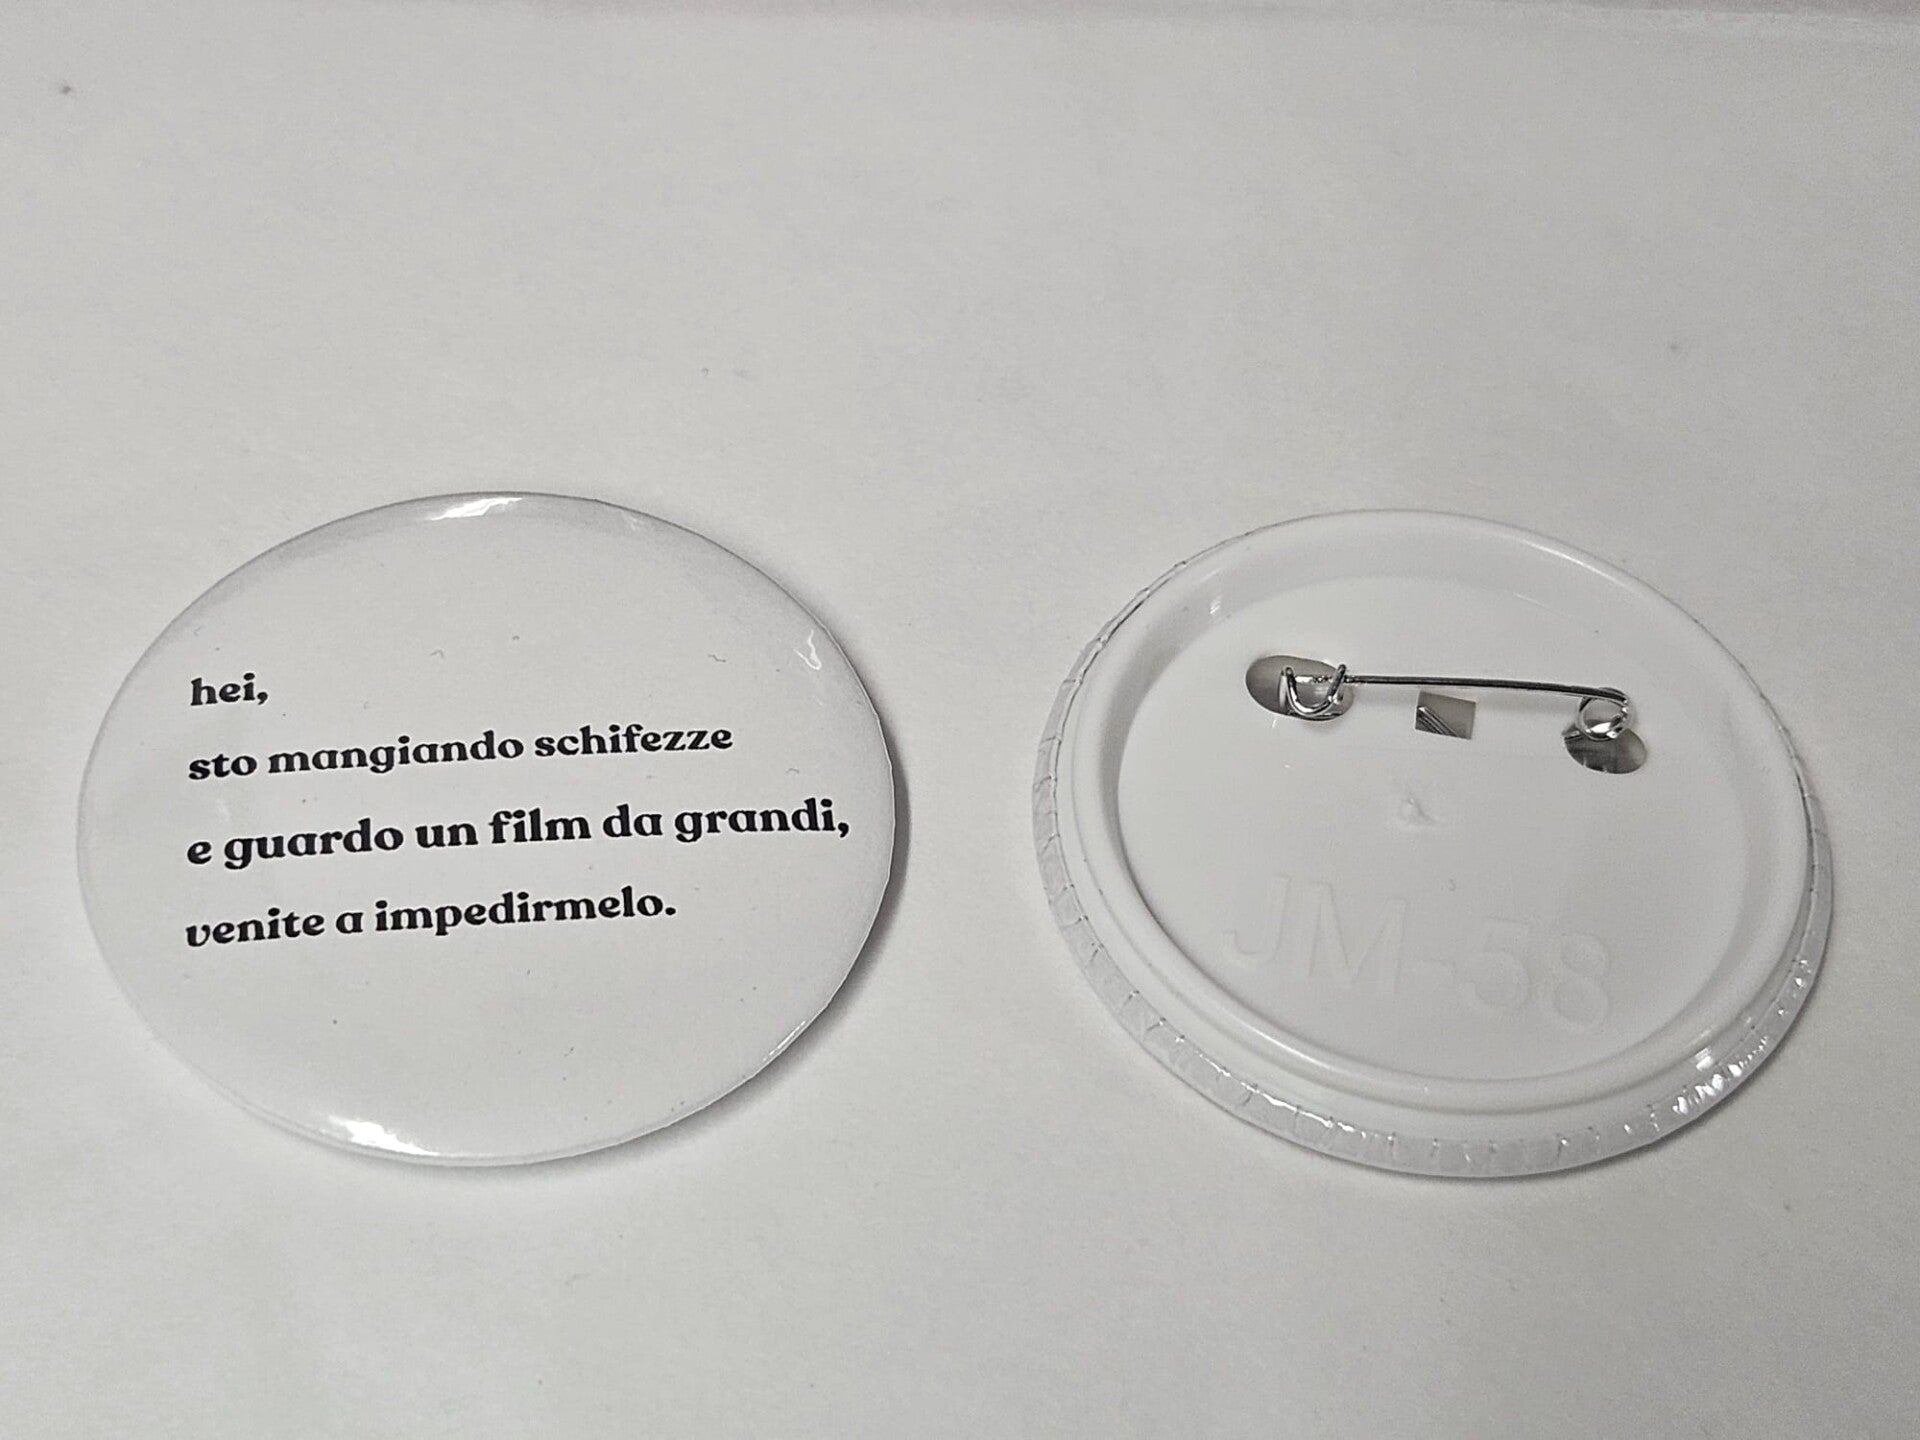 hei,
sto mangiando schifezze
e guardo un film da grandi,
venite a impedirmelo.
JM-58